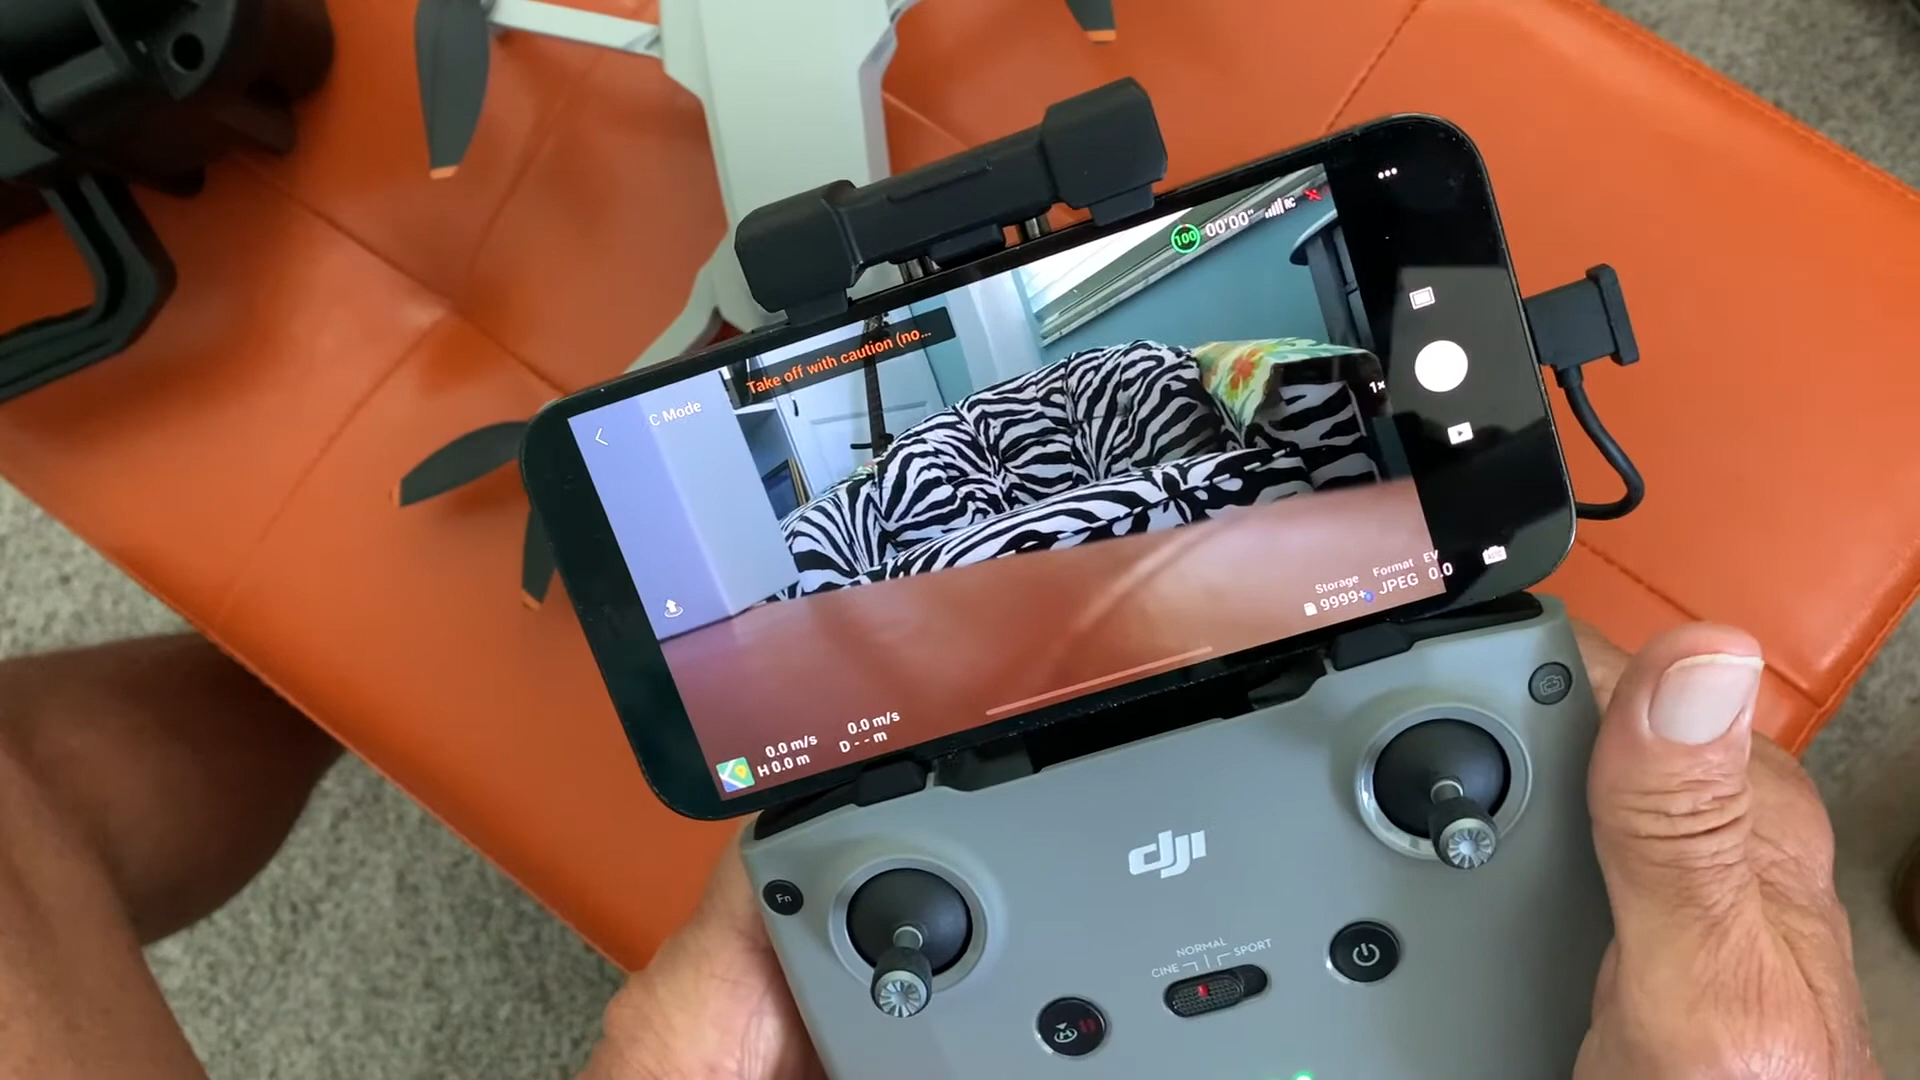 100 00'00" RC
Take off with caution (no...
C Mode
1x
Storage Format EV
9999+ JPEG 0.0
0.0 m/s 0.0 m/s
H 0.0 m D - - m
dji
Fn
CINE NORMAL SPORT